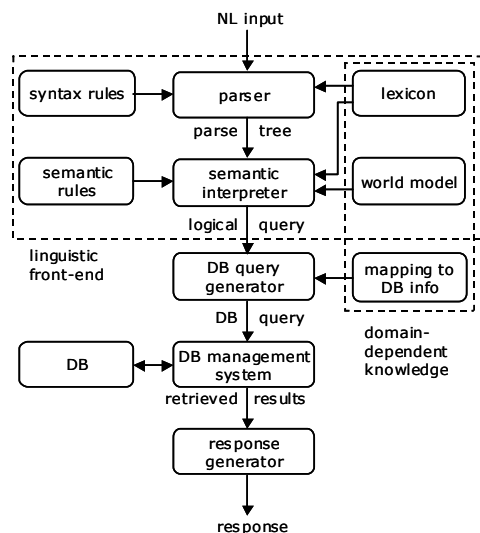 NL input
syntax rules
parser
lexicon
parse tree
semantic
rules
semantic
interpreter
world model
logical query
linguistic
front-end
DB query
generator
mapping to
DB info
DB query
domain-
dependent
knowledge
DB
DB management
system
retrieved results
response
generator
response